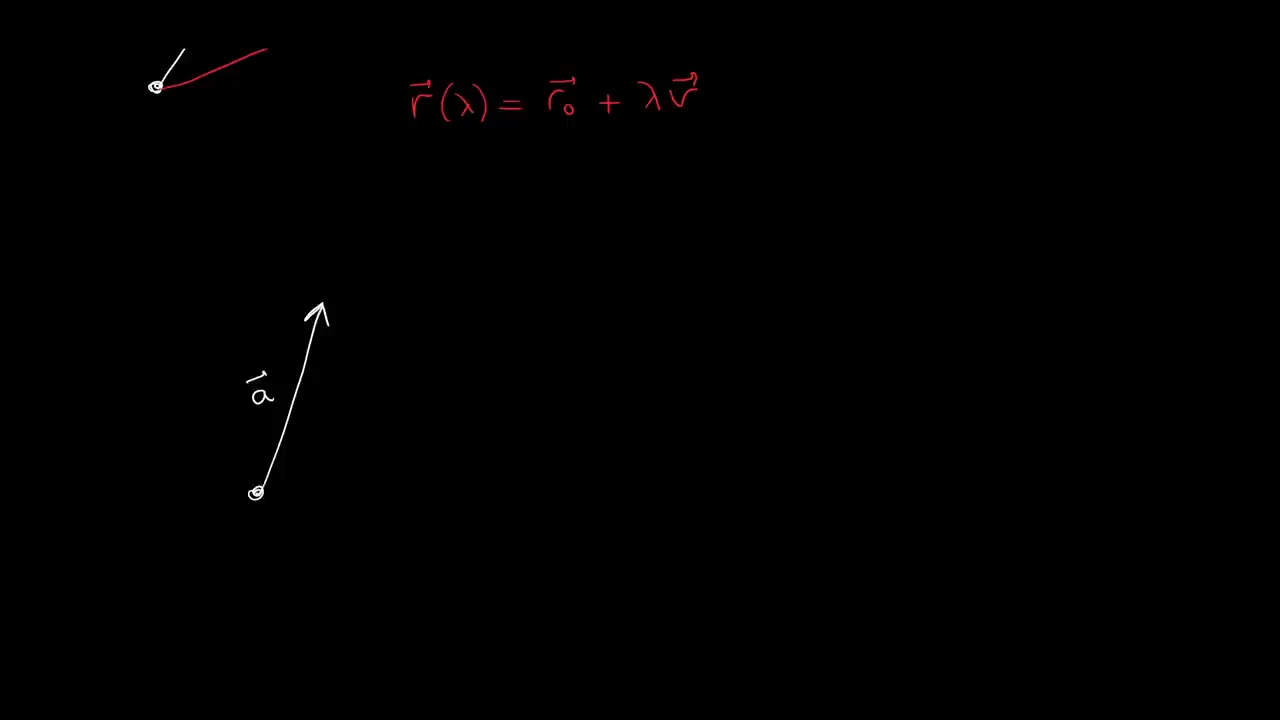 r⃗(λ) = r⃗₀ + λv⃗
a⃗